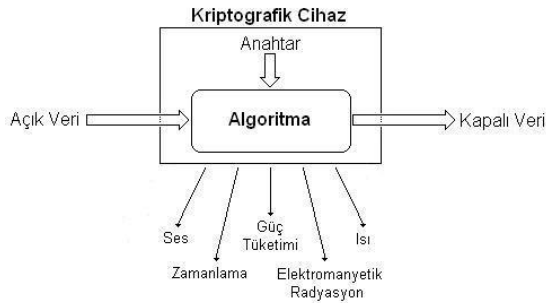 Kriptografik Cihaz
Anahtar
Açık Veri
Algoritma
Kapalı Veri
Ses
Zamanlama
Güç
Tüketimi
Elektromanyetik
Radyasyon
Isı